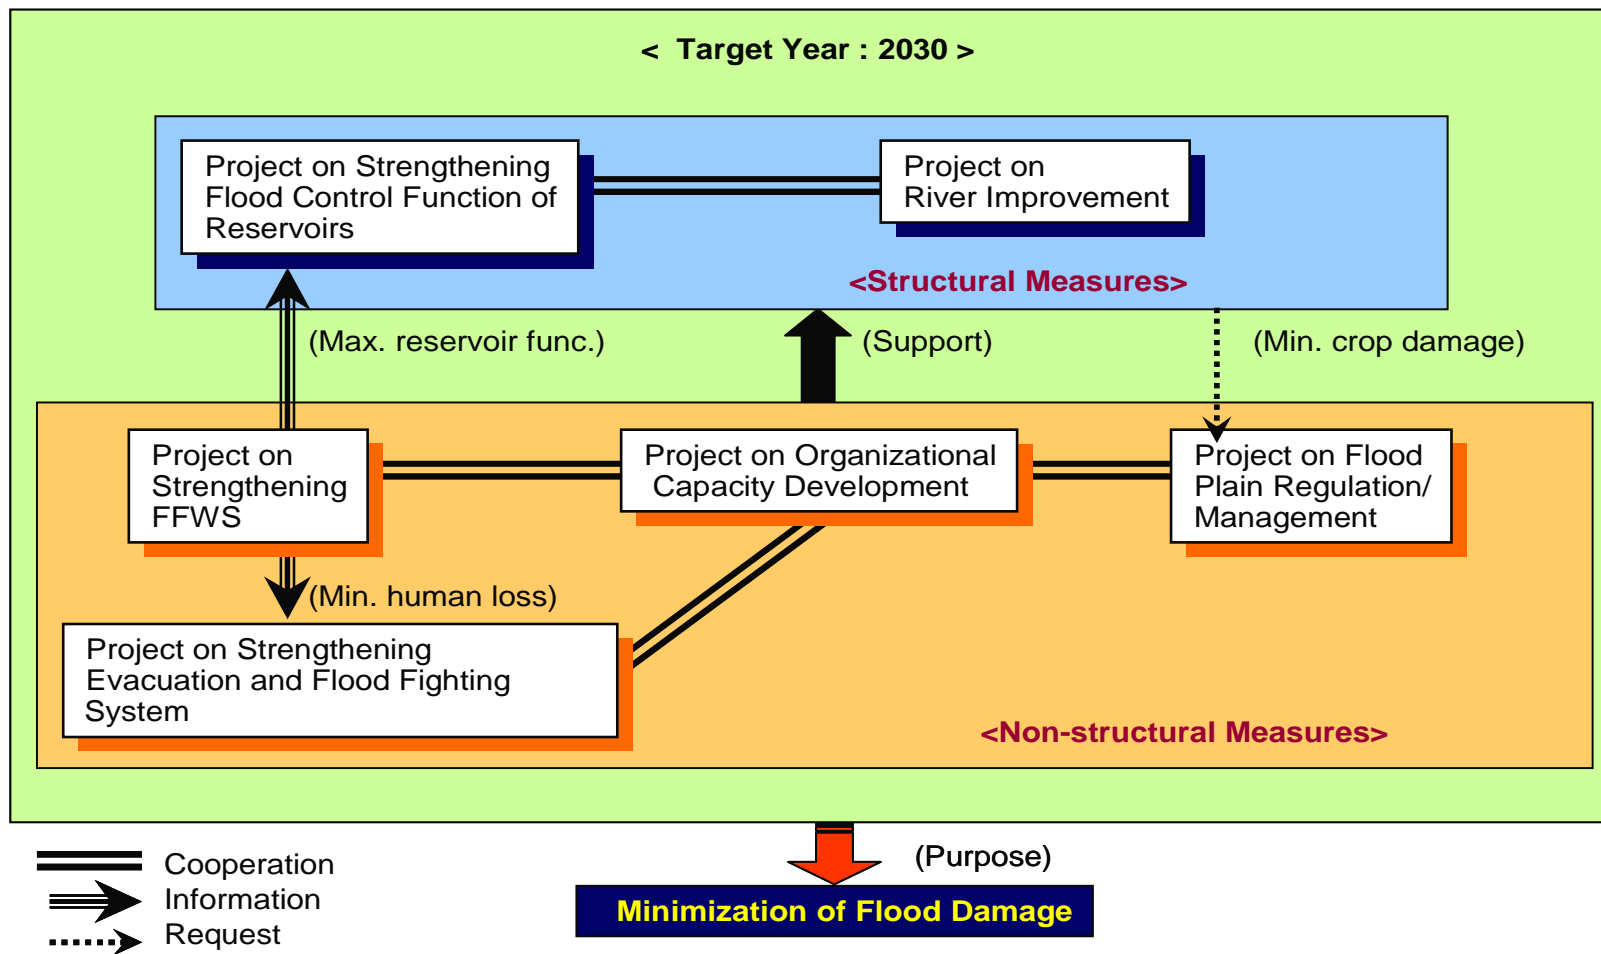 < Target Year : 2030 >
Project on Strengthening
Flood Control Function of
Reservoirs
Project on
River Improvement
<Structural Measures>
(Max. reservoir func.)
(Support)
(Min. crop damage)
Project on
Strengthening
FFWS
Project on Organizational
Capacity Development
Project on Flood
Plain Regulation/
Management
(Min. human loss)
Project on Strengthening
Evacuation and Flood Fighting
System
<Non-structural Measures>
Cooperation
Information
Request
(Purpose)
Minimization of Flood Damage